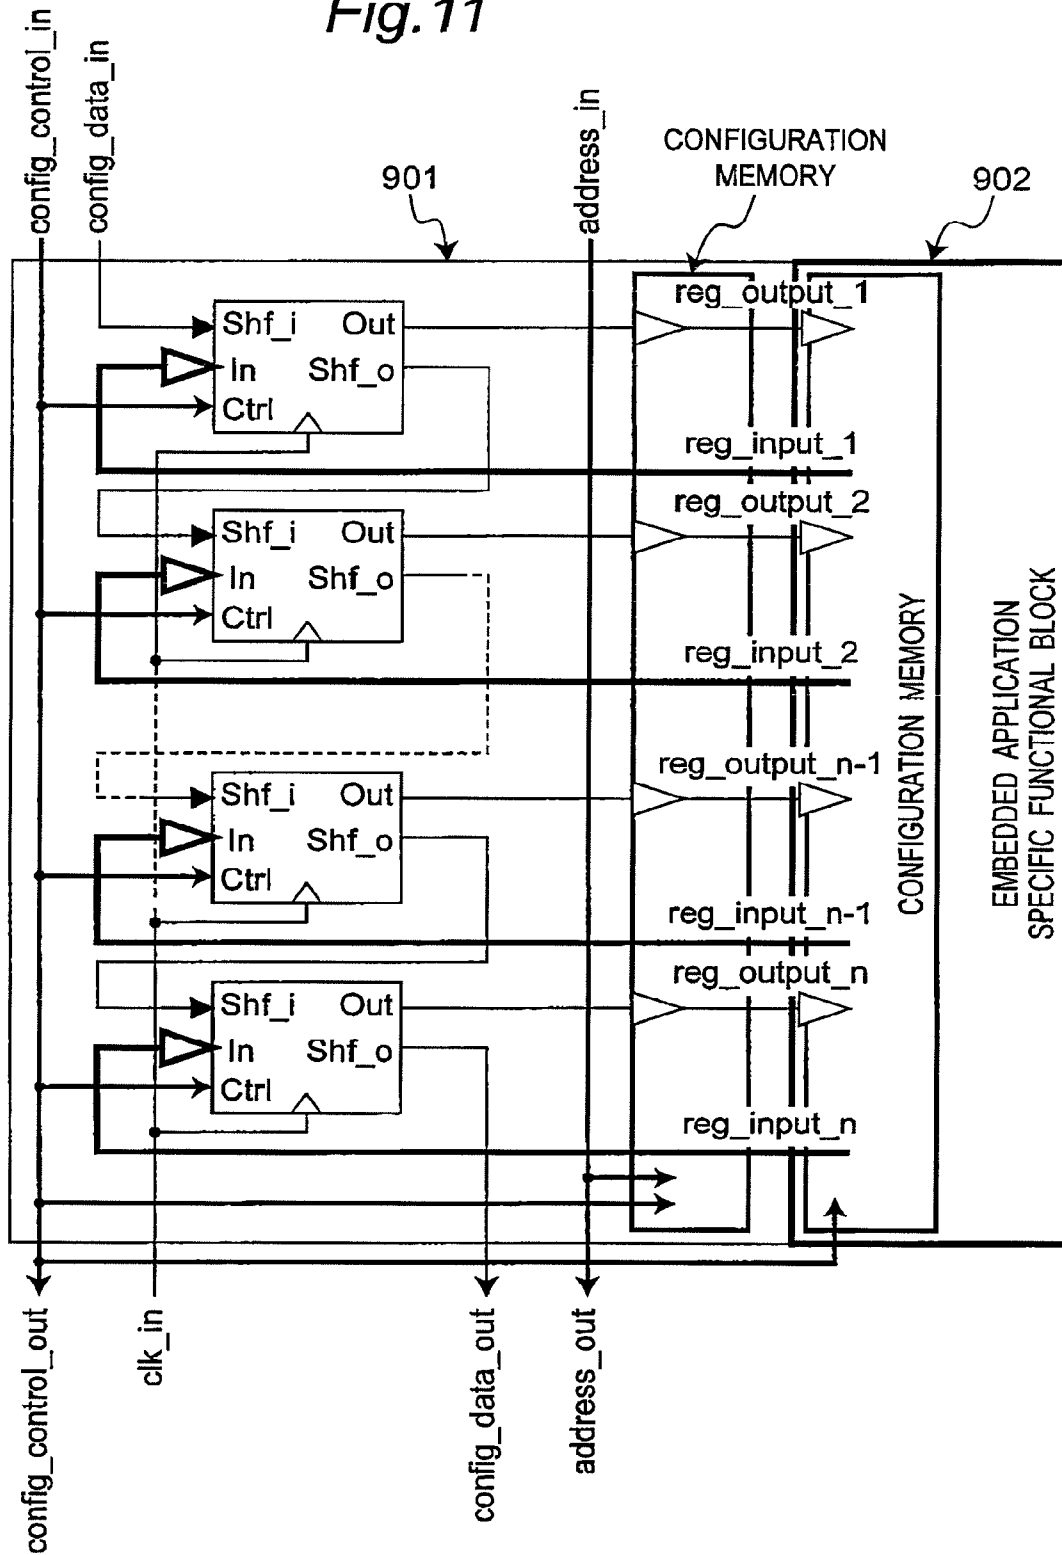 Fig.11
config_control_in
config_data_in
address_in
CONFIGURATION
MEMORY
901
902
Shf_i Out
In Shf_o
Ctrl
reg_output_1
reg_input_1
Shf_i Out
In Shf_o
Ctrl
reg_output_2
reg_input_2
Shf_i Out
In Shf_o
Ctrl
reg_output_n-1
reg_input_n-1
Shf_i Out
In Shf_o
Ctrl
reg_output_n
reg_input_n
CONFIGURATION MEMORY
EMBEDDED APPLICATION
SPECIFIC FUNCTIONAL BLOCK
config_control_out
clk_in
config_data_out
address_out